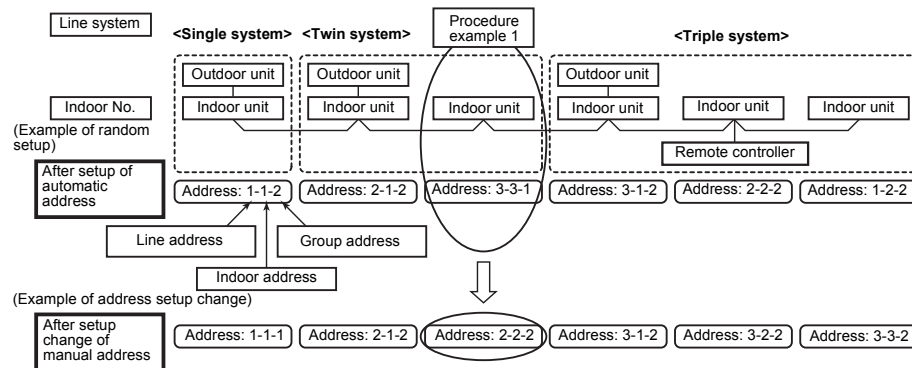 Line system
<Single system>
<Twin system>
Procedure
example 1
<Triple system>
Outdoor unit
Outdoor unit
Outdoor unit
Indoor No.
Indoor unit
Indoor unit
Indoor unit
Indoor unit
Indoor unit
Indoor unit
(Example of random
setup)
Remote controller
After setup of
automatic
address
Address: 1-1-2
Address: 2-1-2
Address: 3-3-1
Address: 3-1-2
Address: 2-2-2
Address: 1-2-2
Line address
Group address
Indoor address
(Example of address setup change)
After setup
change of
manual address
Address: 1-1-1
Address: 2-1-2
Address: 2-2-2
Address: 3-1-2
Address: 3-2-2
Address: 3-3-2